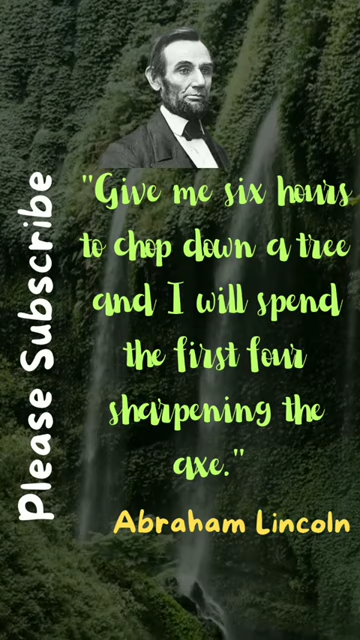 "Give me six hours
to chop down a tree
and I will spend
the first four
sharpening the
axe."
Abraham Lincoln
Please Subscribe